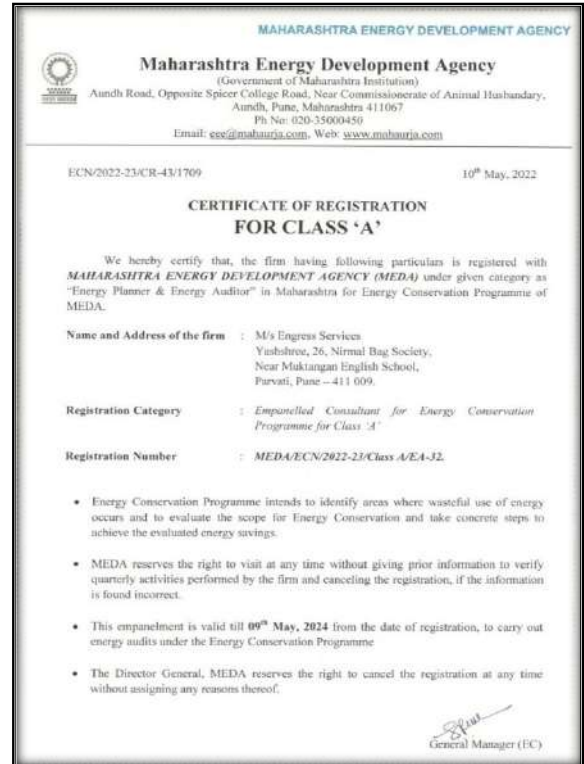 MAHARASHTRA ENERGY DEVELOPMENT AGENCY
Maharashtra Energy Development Agency
(Government of Maharashtra Institution)
Aundh Road, Opposite Spicer College Road, Near Commissionerate of Animal Husbandary,
Aundh, Pune, Maharashtra 411067
Ph No: 020-35000450
Email: eee@mahaurja.com, Web: www.mahaurja.com
ECN/2022-23/CR-43/1709
10th May, 2022
CERTIFICATE OF REGISTRATION
FOR CLASS ‘A’
We hereby certify that, the firm having following particulars is registered with
MAHARASHTRA ENERGY DEVELOPMENT AGENCY (MEDA) under given category as
“Energy Planner & Energy Auditor” in Maharashtra for Energy Conservation Programme of
MEDA.
Name and Address of the firm : M/s Engress Services
Yashshree, 26, Nirmal Bag Society,
Near Muktangan English School,
Parvati, Pune – 411 009.
Registration Category : Empanelled Consultant for Energy Conservation
Programme for Class ‘A’
Registration Number : MEDA/ECN/2022-23/Class A/EA-32.
• Energy Conservation Programme intends to identify areas where wasteful use of energy
occurs and to evaluate the scope for Energy Conservation and take concrete steps to
achieve the evaluated energy savings.
• MEDA reserves the right to visit at any time without giving prior information to verify
quarterly activities performed by the firm and canceling the registration, if the information
is found incorrect.
• This empanelment is valid till 09th May, 2024 from the date of registration, to carry out
energy audits under the Energy Conservation Programme
• The Director General, MEDA reserves the right to cancel the registration at any time
without assigning any reasons thereof.
General Manager (EC)